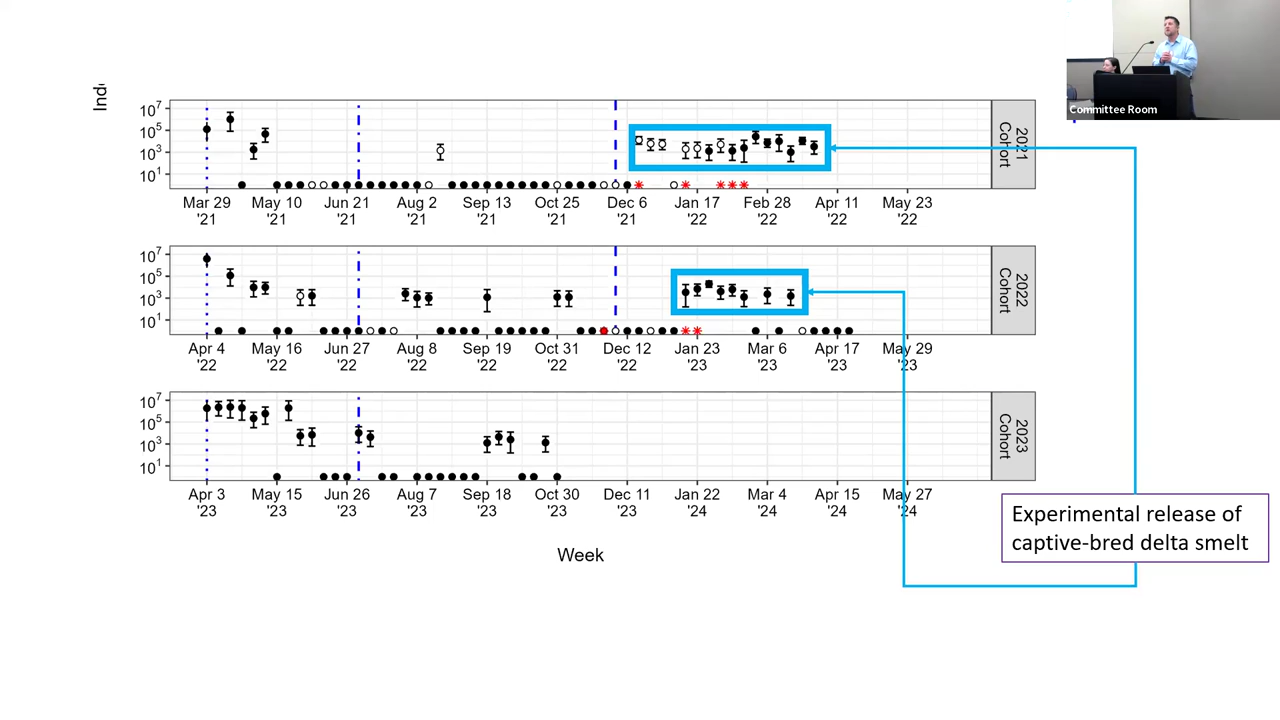 Committee Room
Ind
10^7
10^5
10^3
10^1
Mar 29 '21
May 10 '21
Jun 21 '21
Aug 2 '21
Sep 13 '21
Oct 25 '21
Dec 6 '21
Jan 17 '22
Feb 28 '22
Apr 11 '22
May 23 '22
2021 Cohort
10^7
10^5
10^3
10^1
Apr 4 '22
May 16 '22
Jun 27 '22
Aug 8 '22
Sep 19 '22
Oct 31 '22
Dec 12 '22
Jan 23 '23
Mar 6 '23
Apr 17 '23
May 29 '23
2022 Cohort
10^7
10^5
10^3
10^1
Apr 3 '23
May 15 '23
Jun 26 '23
Aug 7 '23
Sep 18 '23
Oct 30 '23
Dec 11 '23
Jan 22 '24
Mar 4 '24
Apr 15 '24
May 27 '24
2023 Cohort
Week
Experimental release of
captive-bred delta smelt